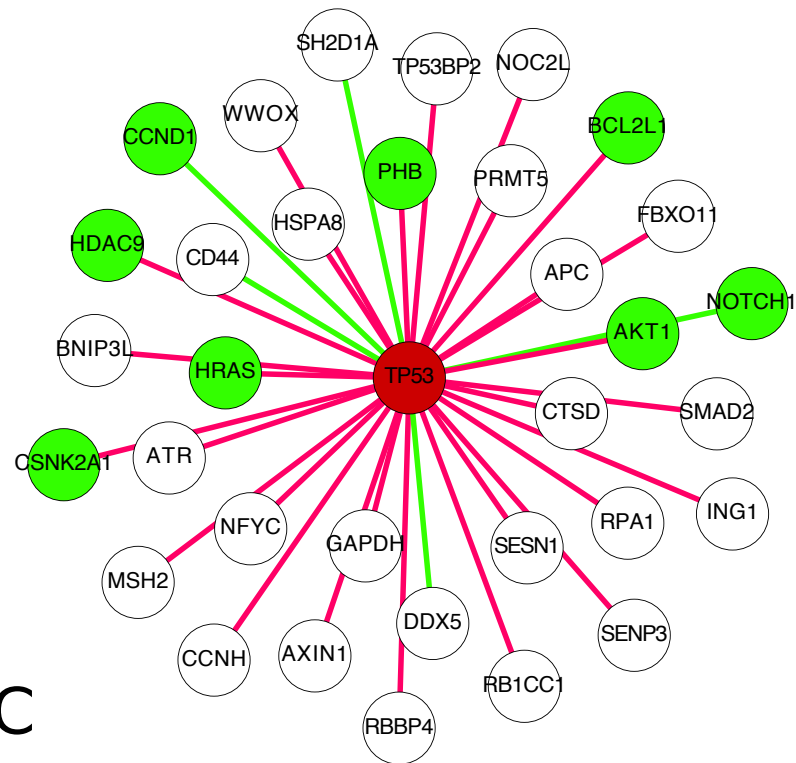 SH2D1A
TP53BP2
NOC2L
WWOX
CCND1
BCL2L1
PHB
PRMT5
FBXO11
HSPA8
HDAC9
CD44
APC
NOTCH1
AKT1
BNIP3L
HRAS
TP53
CTSD
SMAD2
CSNK2A1
ATR
NFYC
GAPDH
SESN1
RPA1
ING1
MSH2
DDX5
SENP3
CCNH
AXIN1
RB1CC1
C
RBBP4